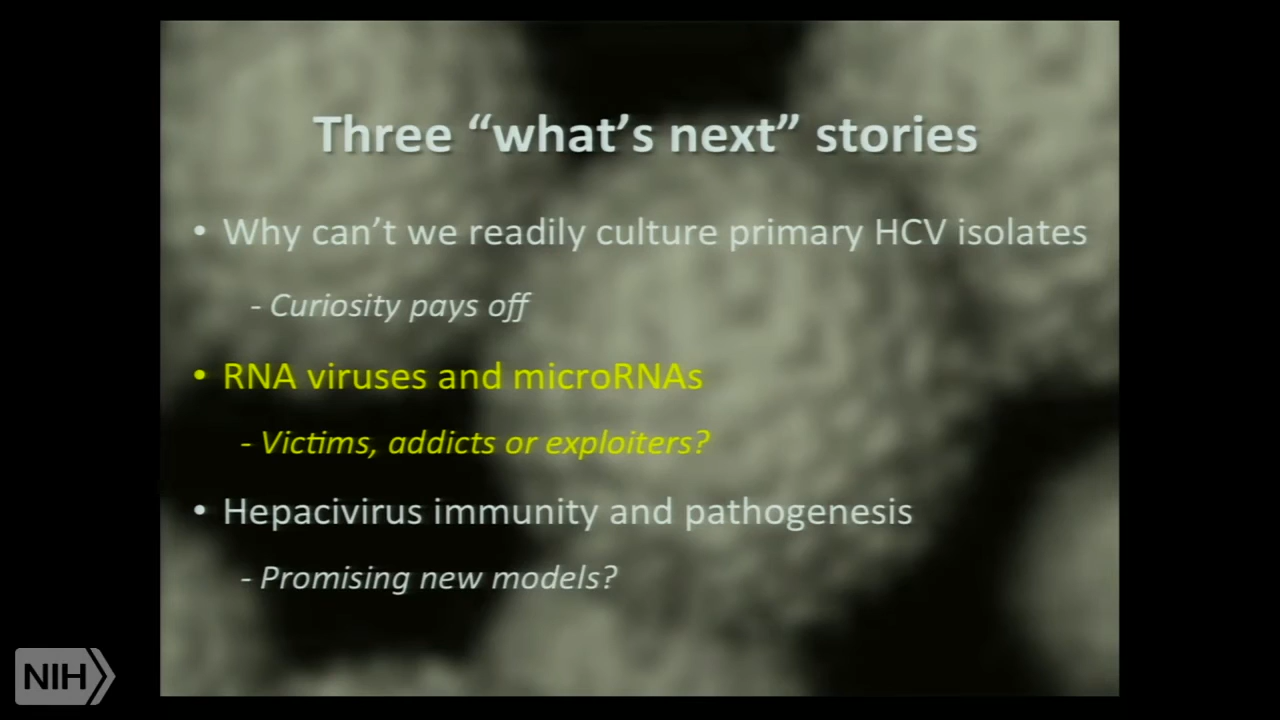 Three “what’s next” stories
• Why can’t we readily culture primary HCV isolates
- Curiosity pays off
• RNA viruses and microRNAs
- Victims, addicts or exploiters?
• Hepacivirus immunity and pathogenesis
- Promising new models?
NIH